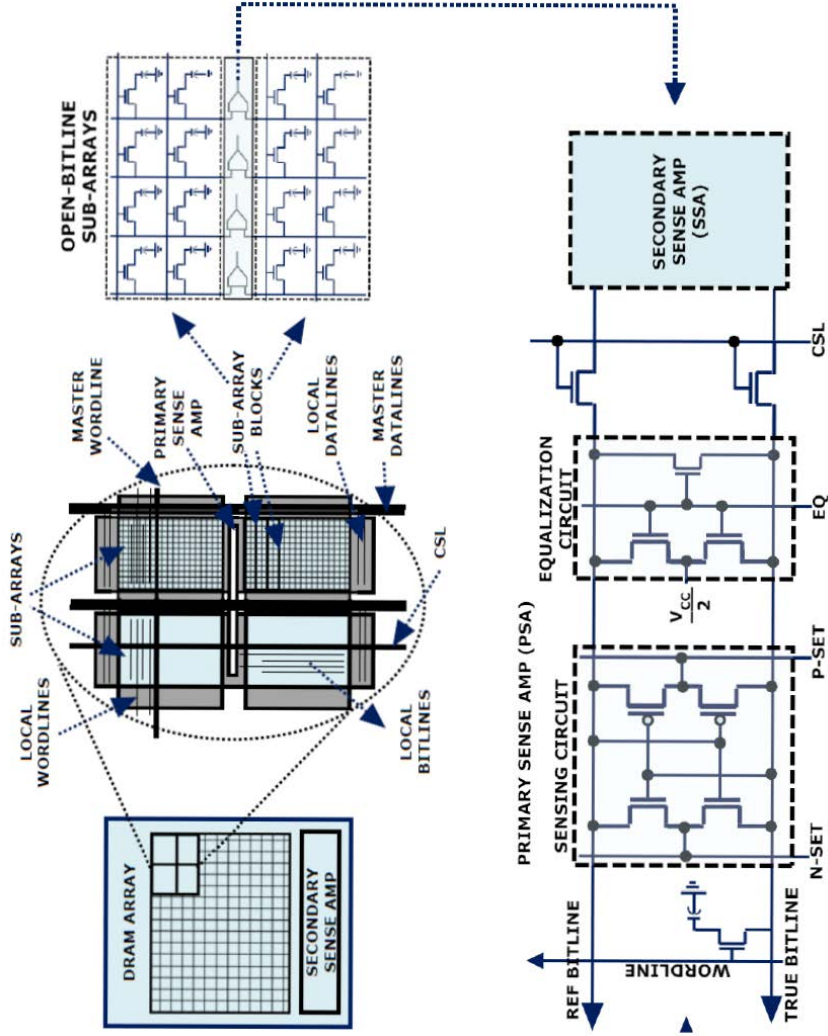 DRAM ARRAY
SECONDARY
SENSE AMP
LOCAL
WORDLINES
SUB-ARRAYS
MASTER
WORDLINE
PRIMARY
SENSE
AMP
SUB-ARRAY
BLOCKS
LOCAL
DATALINES
MASTER
DATALINES
CSL
LOCAL
BITLINES
OPEN-BITLINE
SUB-ARRAYS
PRIMARY SENSE AMP (PSA)
SENSING CIRCUIT
EQUALIZATION
CIRCUIT
SECONDARY
SENSE AMP
(SSA)
REF BITLINE
WORDLINE
TRUE BITLINE
VCC
2
N-SET
P-SET
EQ
CSL